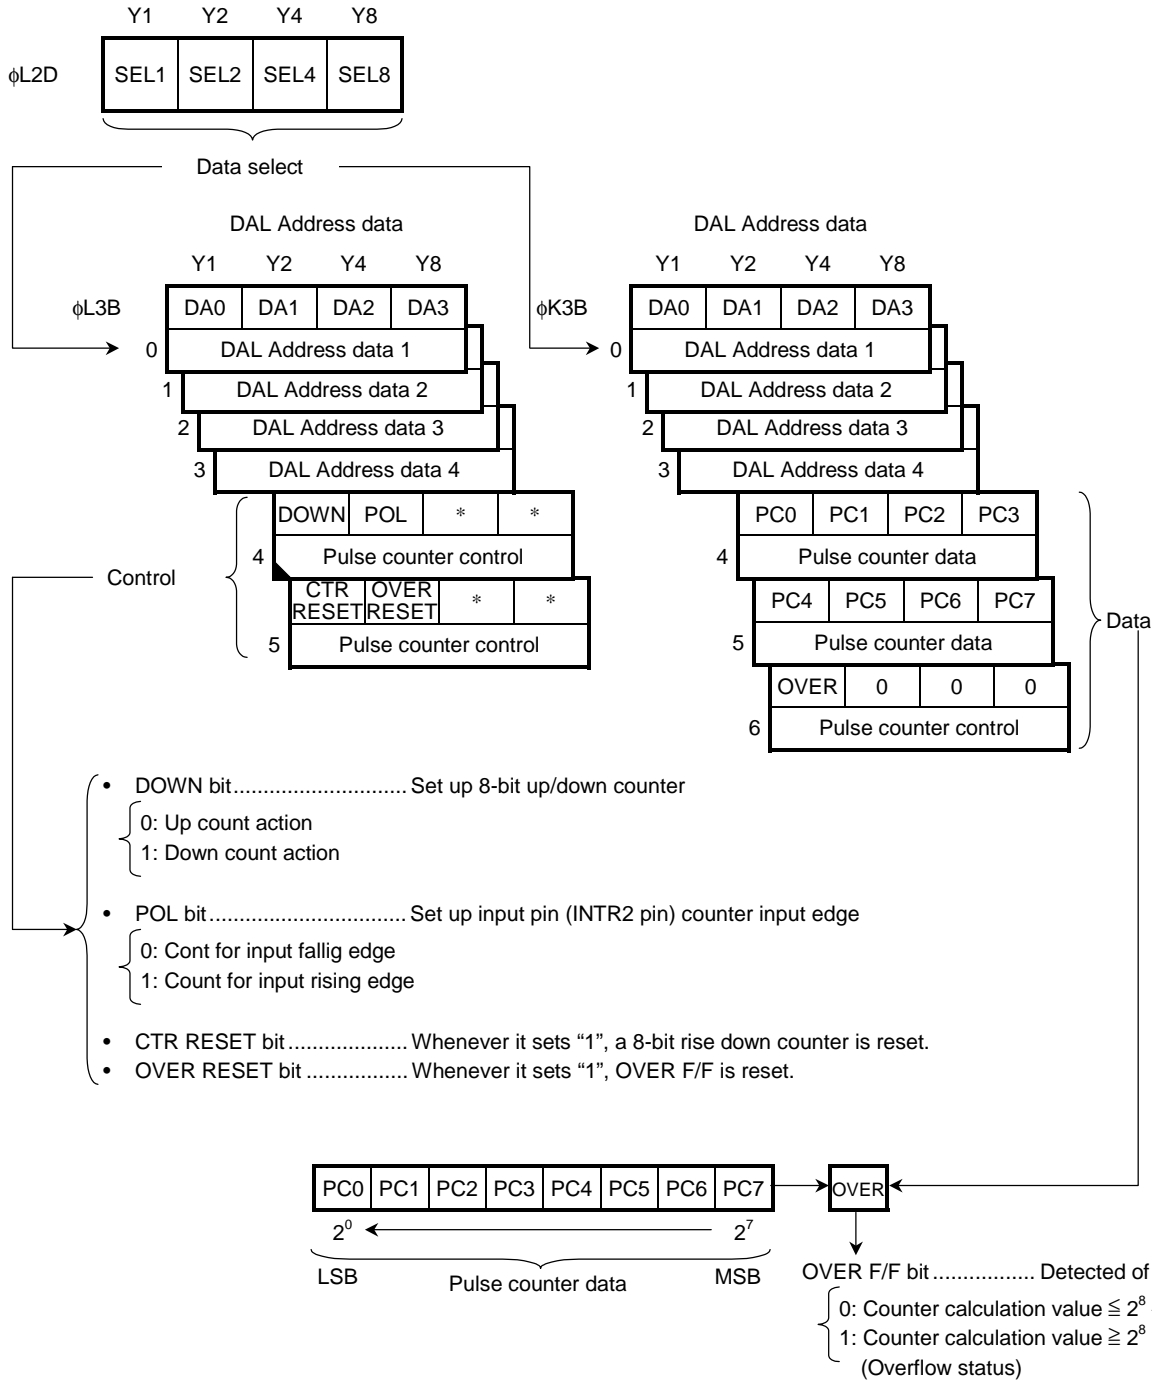 Y1 Y2 Y4 Y8
φL2D SEL1 SEL2 SEL4 SEL8
Data select
DAL Address data
Y1 Y2 Y4 Y8
φL3B DA0 DA1 DA2 DA3
0 DAL Address data 1
1 DAL Address data 2
2 DAL Address data 3
3 DAL Address data 4
DOWN POL * *
4 Pulse counter control
Control
CTR RESET OVER RESET * *
5 Pulse counter control
DAL Address data
Y1 Y2 Y4 Y8
φK3B DA0 DA1 DA2 DA3
0 DAL Address data 1
1 DAL Address data 2
2 DAL Address data 3
3 DAL Address data 4
PC0 PC1 PC2 PC3
4 Pulse counter data
PC4 PC5 PC6 PC7
5 Pulse counter data
Data
OVER 0 0 0
6 Pulse counter control
• DOWN bit............................. Set up 8-bit up/down counter
0: Up count action
1: Down count action
• POL bit................................. Set up input pin (INTR2 pin) counter input edge
0: Cont for input fallig edge
1: Count for input rising edge
• CTR RESET bit .................... Whenever it sets “1”, a 8-bit rise down counter is reset.
• OVER RESET bit ................. Whenever it sets “1”, OVER F/F is reset.
PC0 PC1 PC2 PC3 PC4 PC5 PC6 PC7 OVER
2⁰ 2⁷
LSB Pulse counter data MSB
OVER F/F bit ................. Detected of
0: Counter calculation value ≦ 2⁸
1: Counter calculation value ≧ 2⁸
(Overflow status)